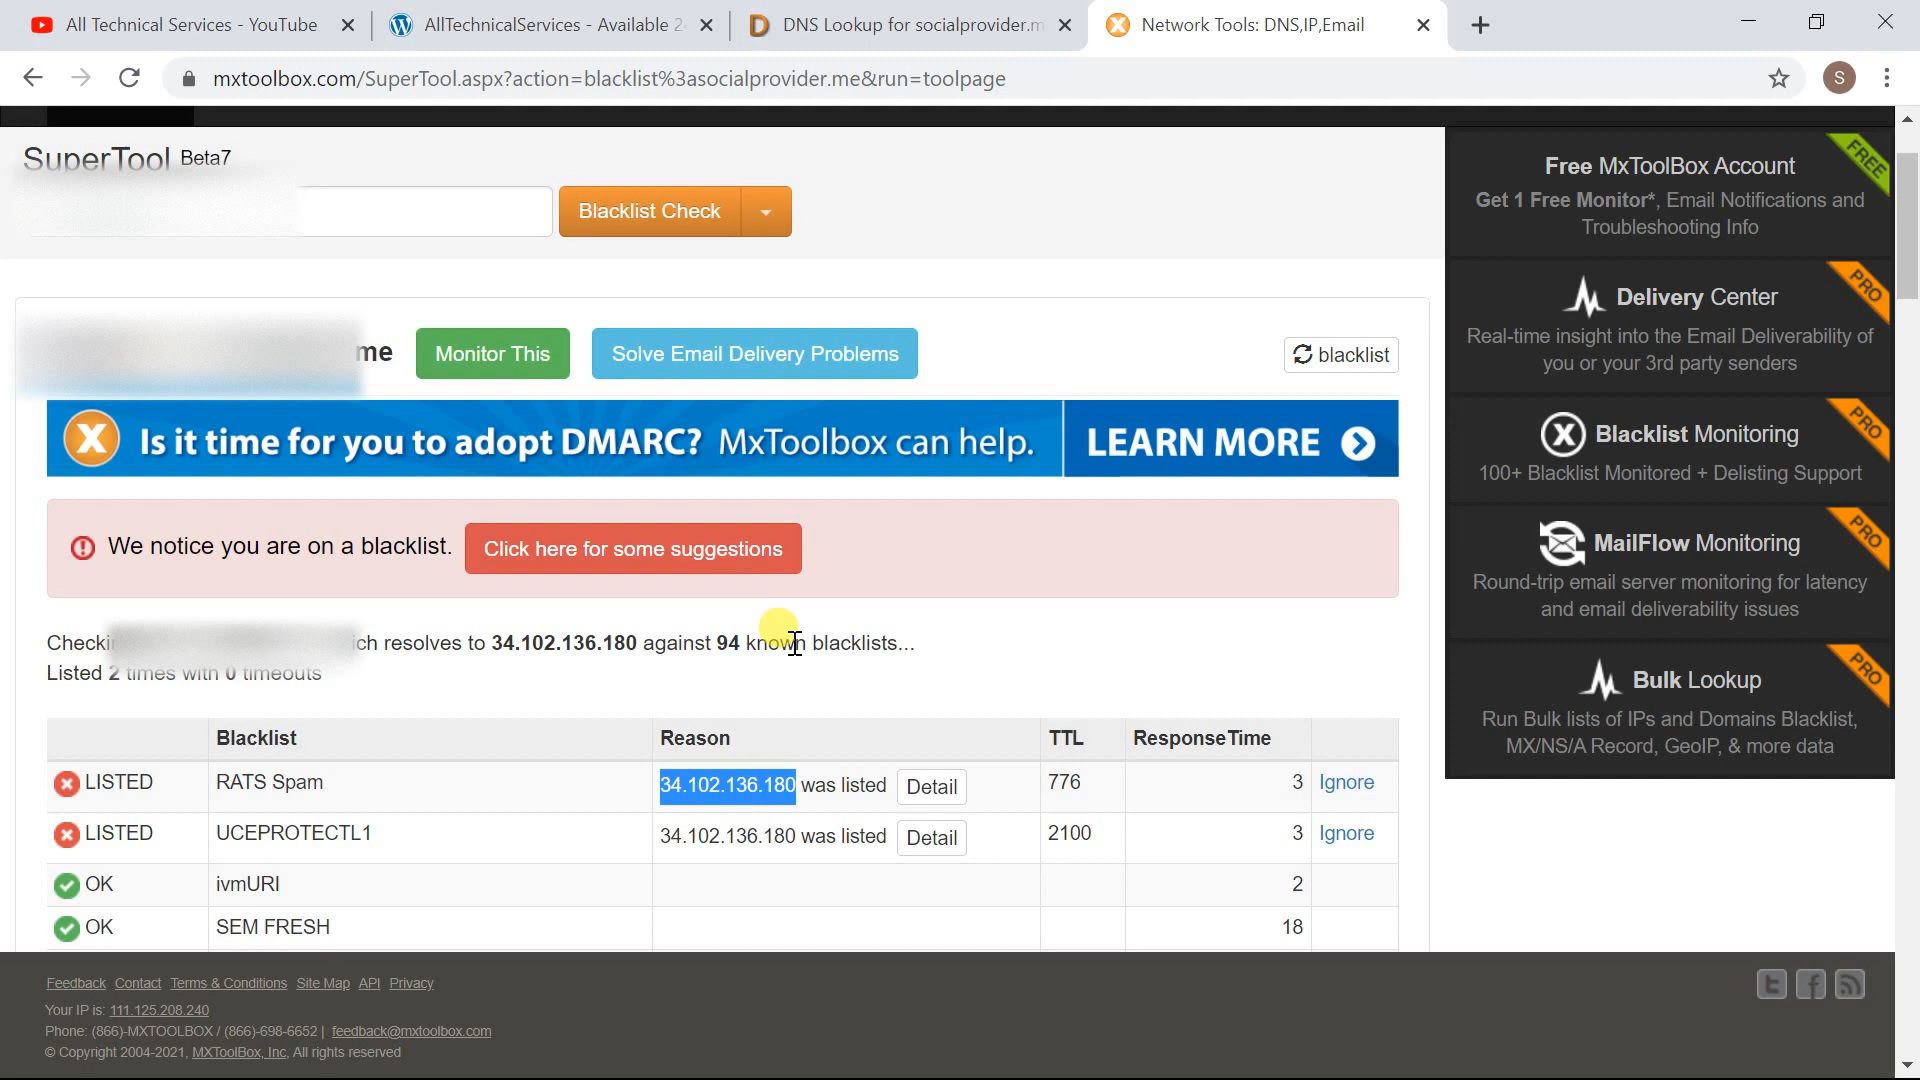 All Technical Services - YouTube
AllTechnicalServices - Available 2
DNS Lookup for socialprovider.m
Network Tools: DNS,IP,Email
mxtoolbox.com/SuperTool.aspx?action=blacklist%3asocialprovider.me&run=toolpage
S
SuperTool Beta7
Blacklist Check
me
Monitor This
Solve Email Delivery Problems
blacklist
X Is it time for you to adopt DMARC? MxToolbox can help. LEARN MORE
We notice you are on a blacklist. Click here for some suggestions
Checki ch resolves to 34.102.136.180 against 94 known blacklists...
Listed 2 times with 0 timeouts
Blacklist Reason TTL ResponseTime
LISTED RATS Spam 34.102.136.180 was listed Detail 776 3 Ignore
LISTED UCEPROTECTL1 34.102.136.180 was listed Detail 2100 3 Ignore
OK ivmURI 2
OK SEM FRESH 18
FREE
Free MxToolBox Account
Get 1 Free Monitor*, Email Notifications and
Troubleshooting Info
PRO
Delivery Center
Real-time insight into the Email Deliverability of
you or your 3rd party senders
PRO
X Blacklist Monitoring
100+ Blacklist Monitored + Delisting Support
PRO
MailFlow Monitoring
Round-trip email server monitoring for latency
and email deliverability issues
PRO
Bulk Lookup
Run Bulk lists of IPs and Domains Blacklist,
MX/NS/A Record, GeoIP, & more data
Feedback Contact Terms & Conditions Site Map API Privacy
Your IP is: 111.125.208.240
Phone: (866)-MXTOOLBOX / (866)-698-6652 | feedback@mxtoolbox.com
© Copyright 2004-2021, MXToolBox, Inc, All rights reserved